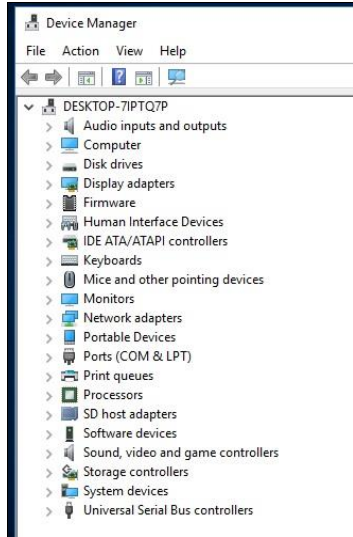 Device Manager
File Action View Help
DESKTOP-7IPTQ7P
Audio inputs and outputs
Computer
Disk drives
Display adapters
Firmware
Human Interface Devices
IDE ATA/ATAPI controllers
Keyboards
Mice and other pointing devices
Monitors
Network adapters
Portable Devices
Ports (COM & LPT)
Print queues
Processors
SD host adapters
Software devices
Sound, video and game controllers
Storage controllers
System devices
Universal Serial Bus controllers